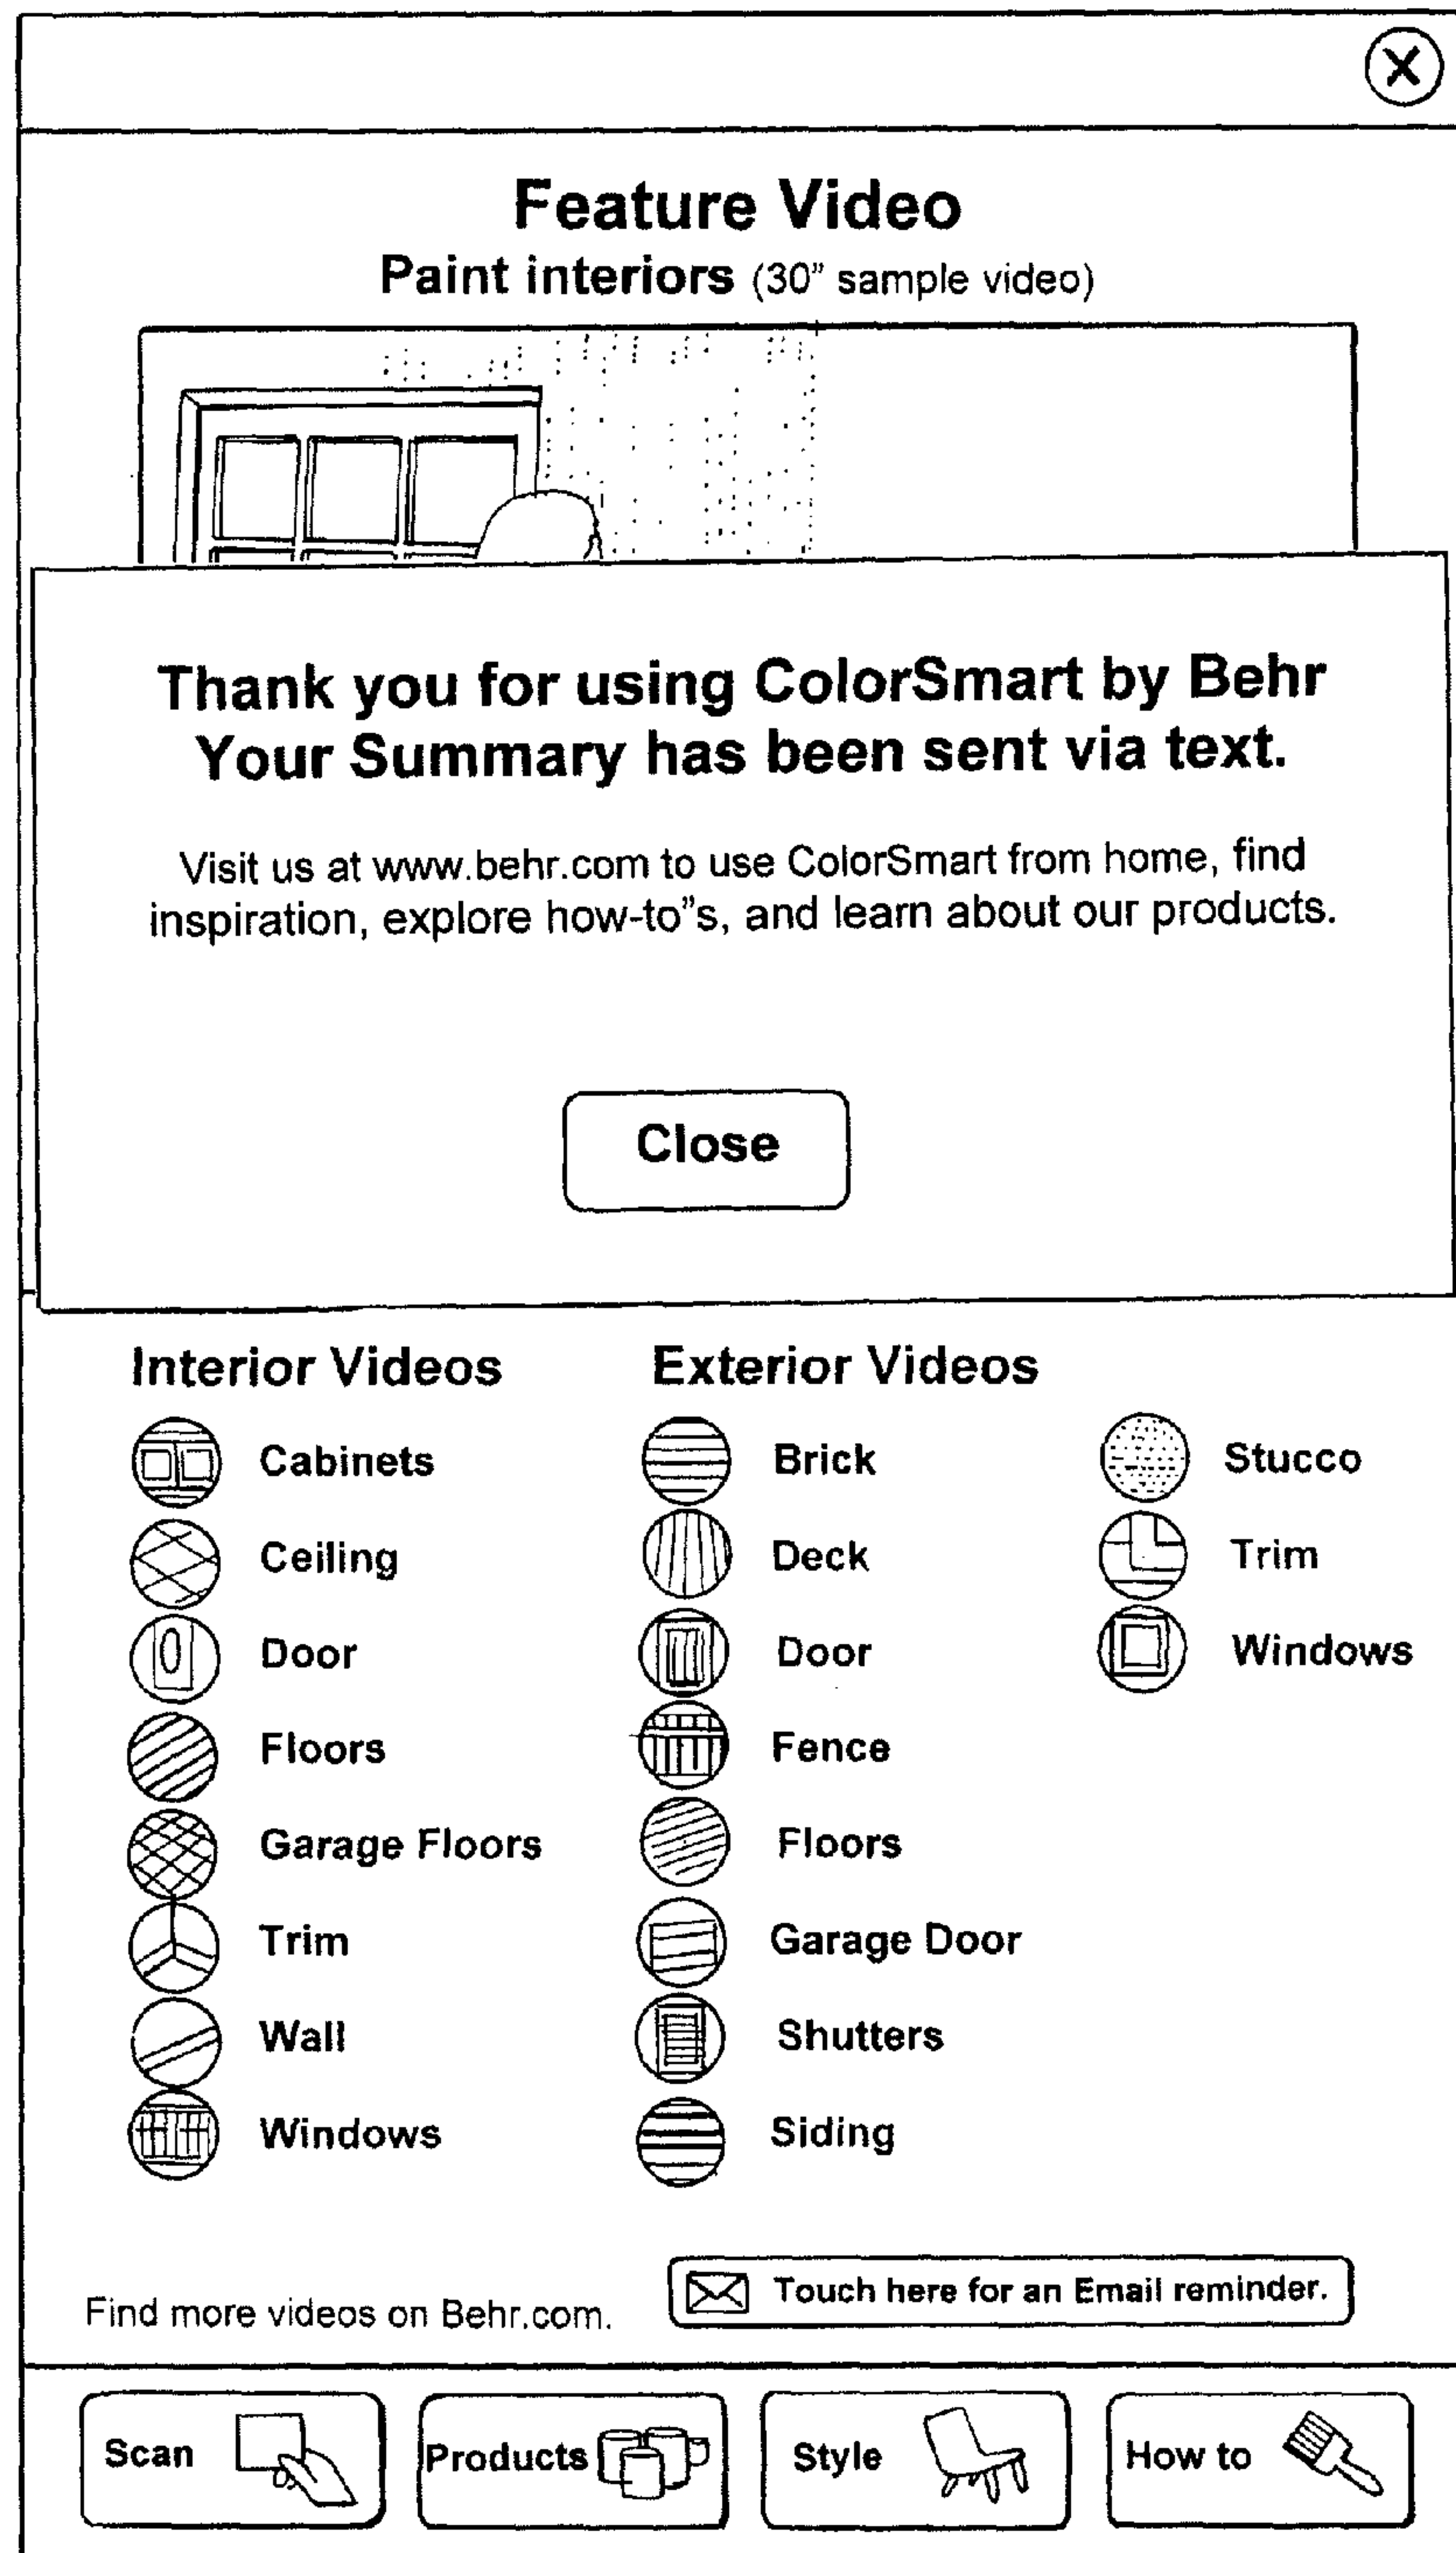 X
Feature Video
Paint interiors (30" sample video)
Thank you for using ColorSmart by Behr
Your Summary has been sent via text.
Visit us at www.behr.com to use ColorSmart from home, find
inspiration, explore how-to"s, and learn about our products.
Close
Interior Videos
Cabinets
Ceiling
Door
Floors
Garage Floors
Trim
Wall
Windows
Exterior Videos
Brick
Deck
Door
Fence
Floors
Garage Door
Shutters
Siding
Stucco
Trim
Windows
Find more videos on Behr.com.
Touch here for an Email reminder.
Scan
Products
Style
How to